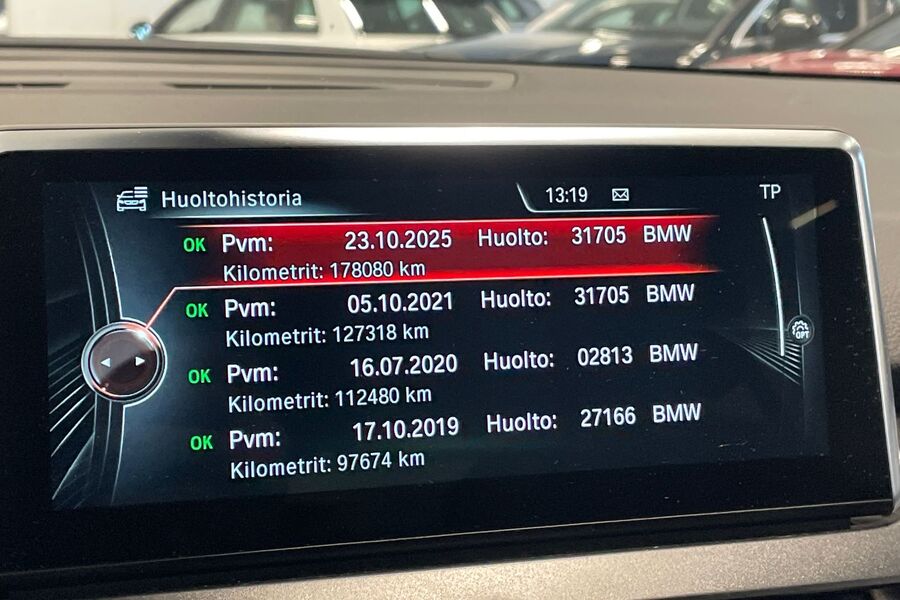 Huoltohistoria 13:19 TP
OK Pvm: 23.10.2025 Huolto: 31705 BMW
Kilometrit: 178080 km
OK Pvm: 05.10.2021 Huolto: 31705 BMW
Kilometrit: 127318 km
OK Pvm: 16.07.2020 Huolto: 02813 BMW
Kilometrit: 112480 km
OK Pvm: 17.10.2019 Huolto: 27166 BMW
Kilometrit: 97674 km
OPT